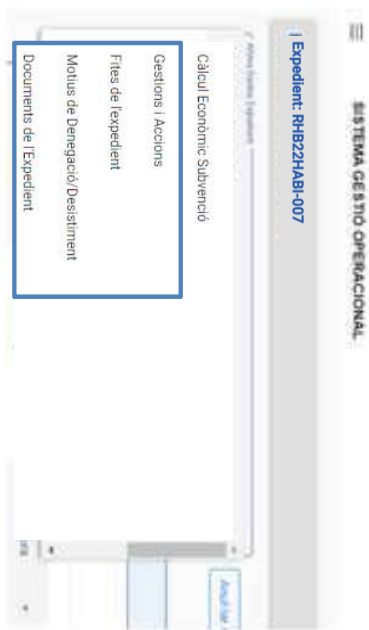 SISTEMA GESTIÓ OPERACIONAL
Expedient: RHB22HABI-007
Càlcul Econòmic Subvenció
Gestions i Accions
Fites de l'expedient
Motius de Denegació/Desistiment
Documents de l'Expedient